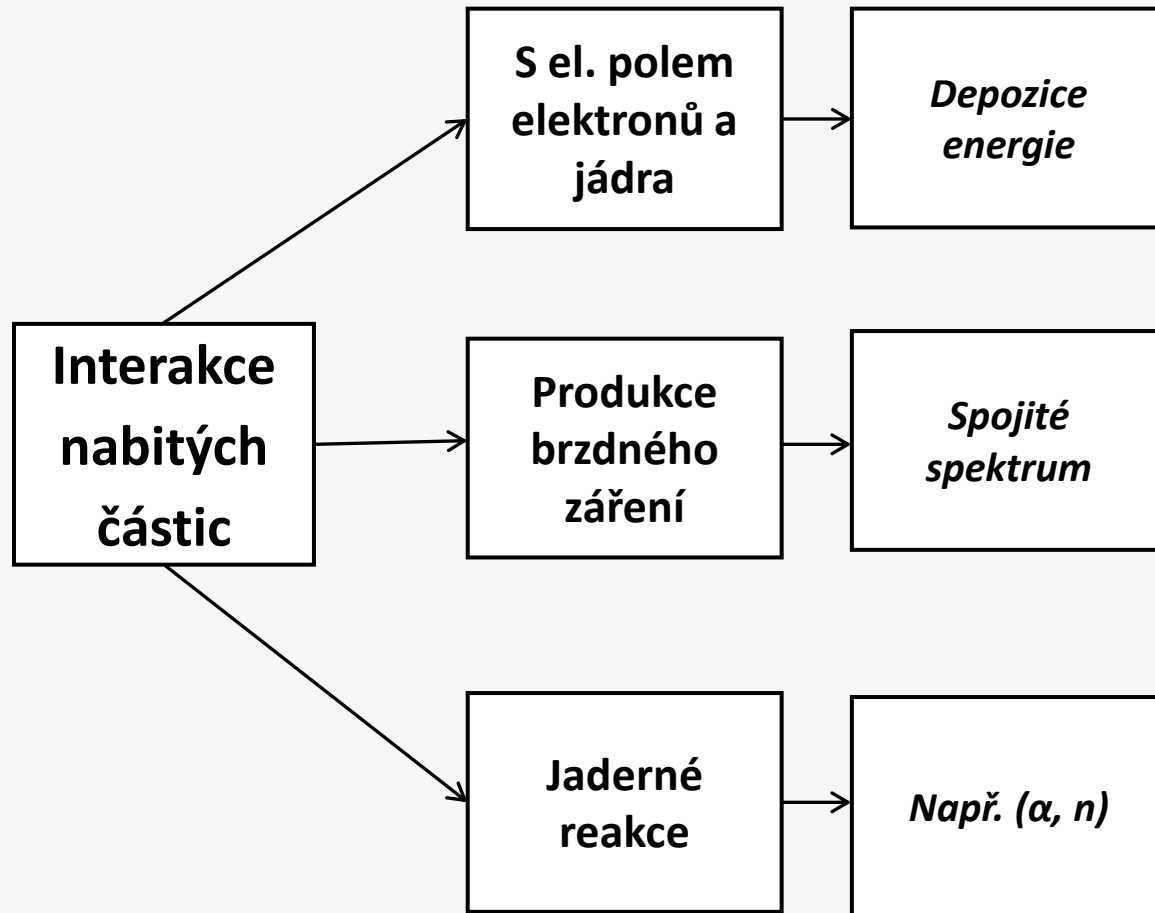 S el. polem
elektronů a
jádra
Depozice
energie
Interakce
nabitých
částic
Produkce
brzdného
záření
Spojité
spektrum
Jaderné
reakce
Např. (α, n)